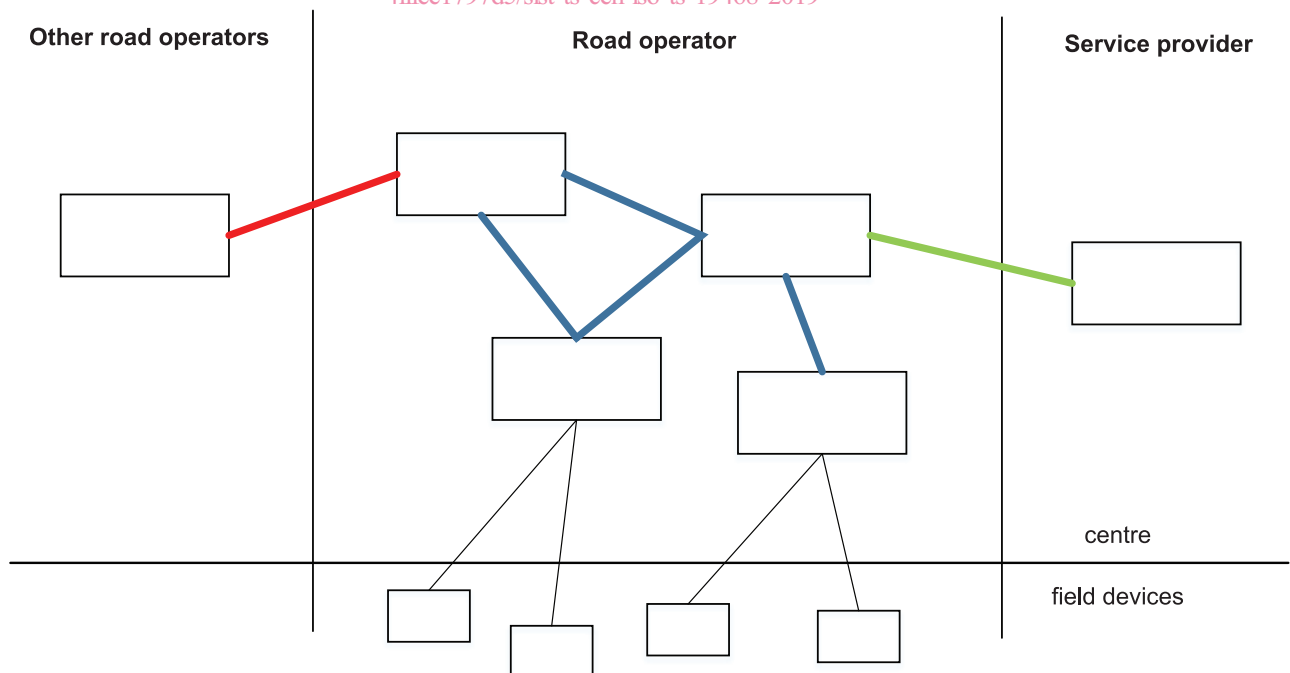 Other road operators
Road operator
Service provider
centre
field devices